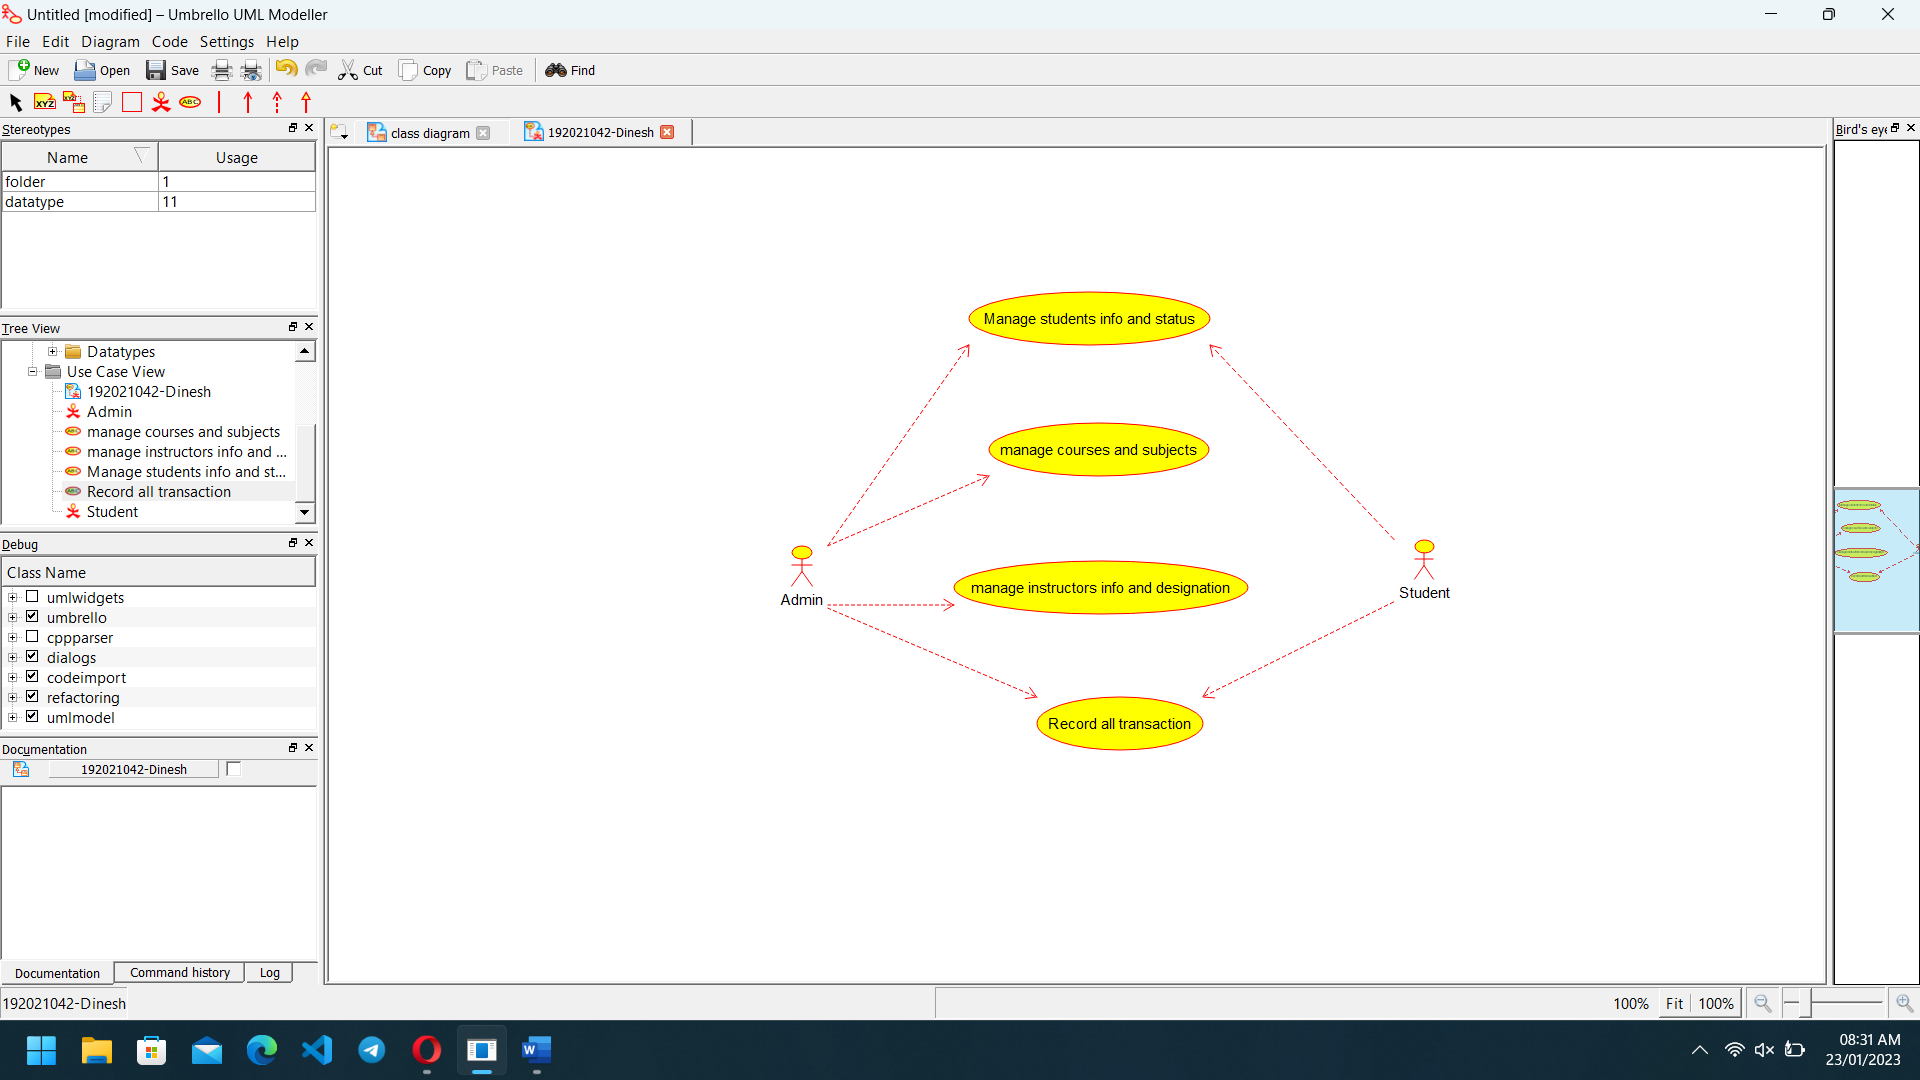 Untitled [modified] – Umbrello UML Modeller
File Edit Diagram Code Settings Help
New Open Save Cut Copy Paste Find
XYZ XYZ ABC
Stereotypes
Name Usage
folder 1
datatype 11
Tree View
Datatypes
Use Case View
192021042-Dinesh
Admin
manage courses and subjects
manage instructors info and ...
Manage students info and st...
Record all transaction
Student
Debug
Class Name
umlwidgets
umbrello
cppparser
dialogs
codeimport
refactoring
umlmodel
Documentation
192021042-Dinesh
Documentation Command history Log
192021042-Dinesh
class diagram 192021042-Dinesh
Manage students info and status
manage courses and subjects
manage instructors info and designation
Admin
Student
Record all transaction
Bird's eye
100% Fit 100%
08:31 AM
23/01/2023